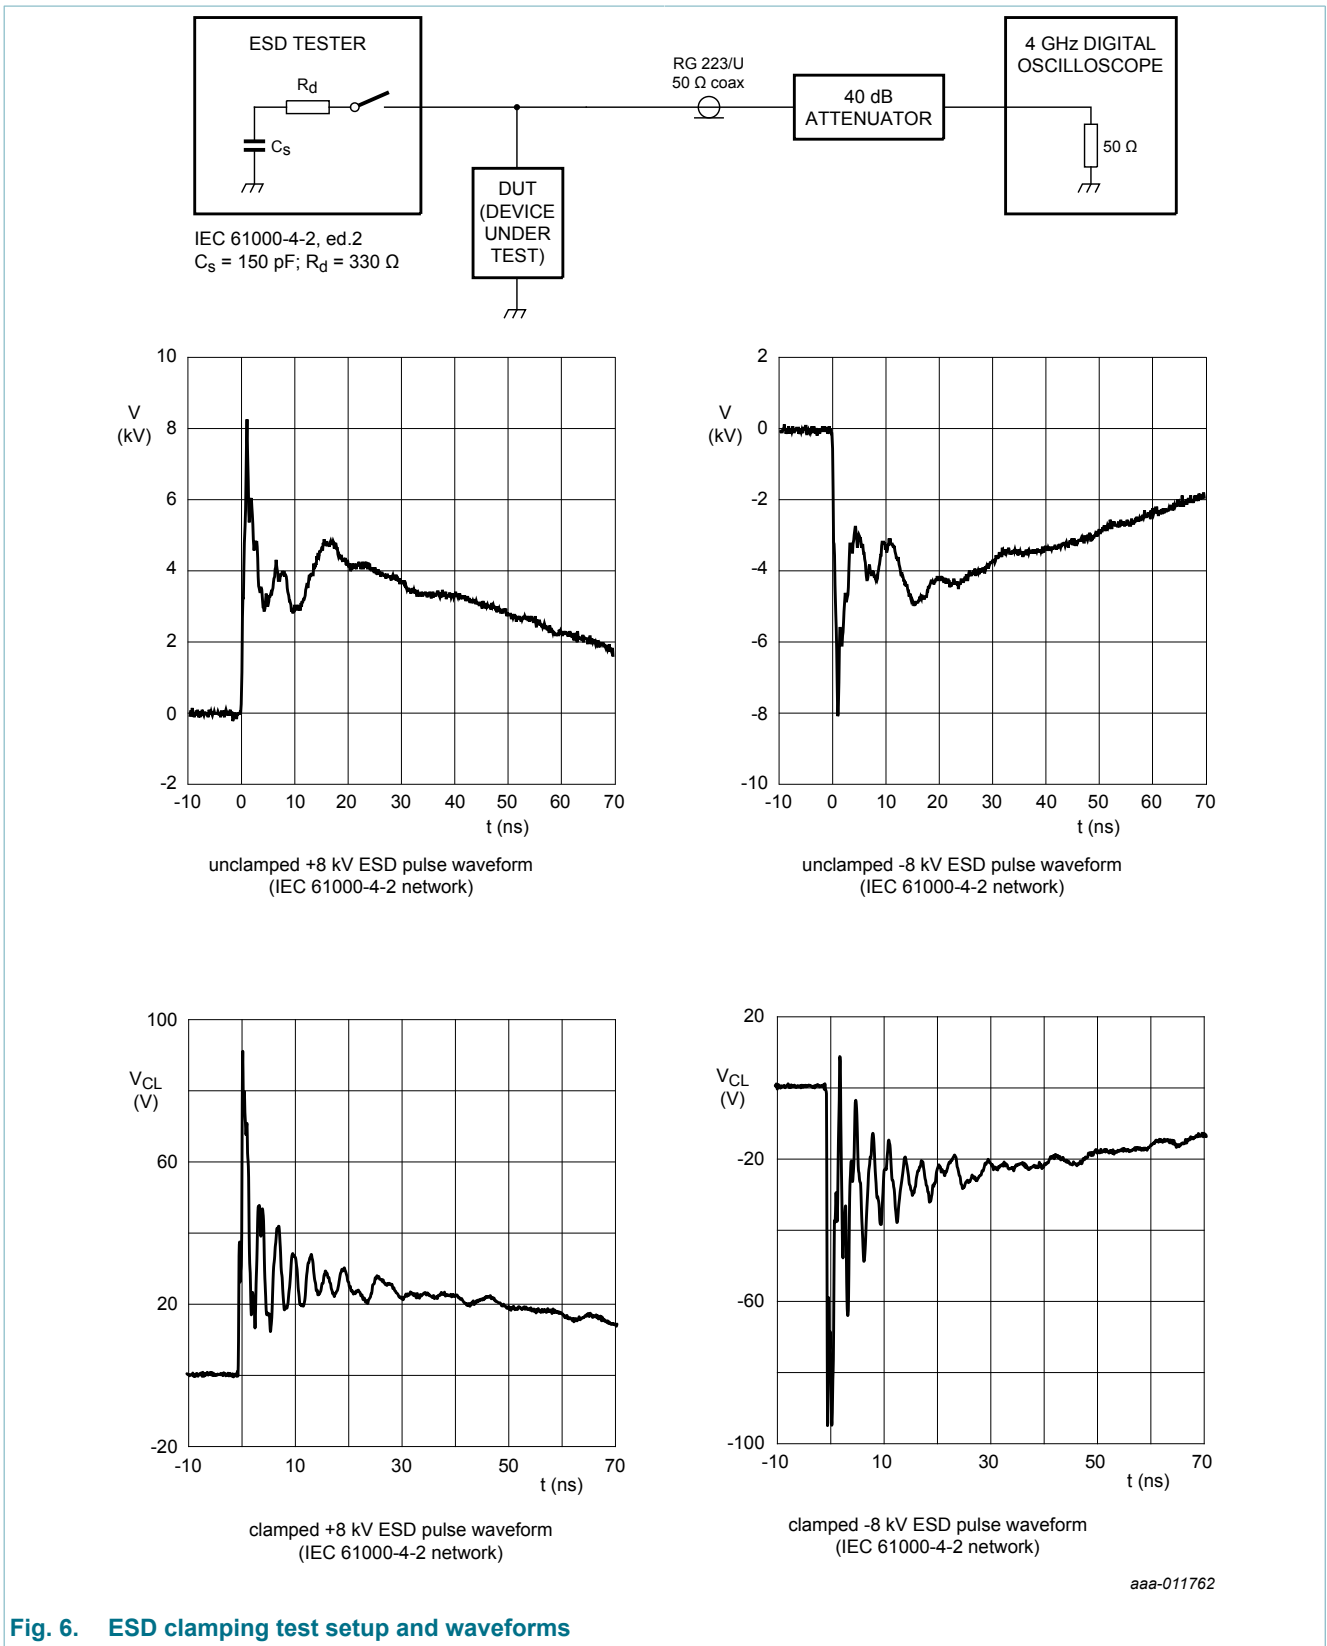 ESD TESTER
Rd
Cs
IEC 61000-4-2, ed.2
Cs = 150 pF; Rd = 330 Ω
DUT
(DEVICE
UNDER
TEST)
RG 223/U
50 Ω coax
40 dB
ATTENUATOR
4 GHz DIGITAL
OSCILLOSCOPE
50 Ω
V
(kV)
10
8
6
4
2
0
-2
-10 0 10 20 30 40 50 60 70
t (ns)
unclamped +8 kV ESD pulse waveform
(IEC 61000-4-2 network)
V
(kV)
2
0
-2
-4
-6
-8
-10
-10 0 10 20 30 40 50 60 70
t (ns)
unclamped -8 kV ESD pulse waveform
(IEC 61000-4-2 network)
VCL
(V)
100
60
20
-20
-10 10 30 50 70
t (ns)
clamped +8 kV ESD pulse waveform
(IEC 61000-4-2 network)
VCL
(V)
20
-20
-60
-100
-10 10 30 50 70
t (ns)
clamped -8 kV ESD pulse waveform
(IEC 61000-4-2 network)
aaa-011762
Fig. 6. ESD clamping test setup and waveforms